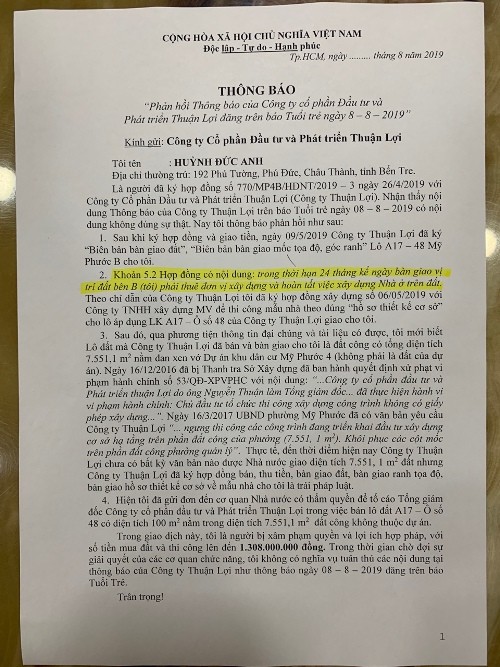 CỘNG HÒA XÃ HỘI CHỦ NGHĨA VIỆT NAM
Độc lập - Tự do - Hạnh phúc
Tp.HCM, ngày ......... tháng 8 năm 2019
THÔNG BÁO
"Phản hồi Thông báo của Công ty cổ phần Đầu tư và
Phát triển Thuận Lợi đăng trên báo Tuổi trẻ ngày 8 – 8 – 2019"
Kính gửi: Công ty Cổ phần Đầu tư và Phát triển Thuận Lợi
Tôi tên : HUỲNH ĐỨC ANH
Địa chỉ thường trú: 192 Phú Tường, Phú Đức, Châu Thành, tỉnh Bến Tre.
Là người đã ký hợp đồng số 770/MP4B/HDNT/2019 – 3 ngày 26/4/2019 với
Công ty Cổ Phần Đầu tư và Phát triển Thuận Lợi (Công ty Thuận Lợi). Nhận thấy nội
dung Thông báo của Công ty Thuận Lợi trên báo Tuổi trẻ ngày 08 – 8 – 2019 có nội
dung không đúng sự thật. Nay tôi thông báo phản hồi như sau:
1. Sau khi ký hợp đồng và giao tiền, ngày 09/5/2019 Công ty Thuận Lợi đã ký
"Biên bản bàn giao đất", "Biên bản bàn giao mốc tọa độ, góc ranh" Lô A17 – 48 Mỹ
Phước B cho tôi.
2. Khoản 5.2 Hợp đồng có nội dung: trong thời hạn 24 tháng kể ngày bàn giao vị
trí đất bên B (tôi) phải thuê đơn vị xây dựng và hoàn tất việc xây dựng Nhà ở trên đất.
Theo chỉ dẫn của Công ty Thuận Lợi tôi đã ký hợp đồng xây dựng số 06/05/2019 với
Công ty TNHH xây dựng MV để thi công mẫu nhà theo đúng "hồ sơ thiết kế cơ sở"
cho lô áp dụng LK A17 – Ô số 48 của Công ty Thuận Lợi giao cho tôi.
3. Sau đó, qua phương tiện thông đại chúng và tài liệu có được, tôi mới biết
Lô đất mà Công ty Thuận Lợi đã bán và bàn giao cho tôi là đất công có tổng diện tích
7.551,1 m² nằm đan xen vớ Dự án khu dân cư Mỹ Phước 4 (không phải là đất của dự
án). Ngày 16/12/2016 đã bị Thanh tra Sở Xây dựng đã ban hành quyết định xử phạt vi
phạm hành chính số 53/QĐ-XPVPHC với nội dung: "...Công ty cổ phần đầu tư và
Phát triển Thuận Lợi do ông Nguyễn Thuận làm Tổng giám đốc... đã thực hiện hành vi
vi phạm hành chính: Chủ đầu tư tổ chức thi công xây dựng công trình không có giấy
phép xây dựng...". Ngày 16/3/2017 UBND phường Mỹ Phước đã có văn bản yêu cầu
Công ty Thuận Lợi "... ngưng thi công các công trình đang triển khai đầu tư xây dựng
cơ sở hạ tầng trên phần đất công của phường (7.551, 1 m²). Khôi phục các cột mốc
trên phần đất công phường quản lý". Thực tế, đến thời điểm hiện nay Công ty Thuận
Lợi chưa có bất kỳ văn bản nào được Nhà nước giao diện tích 7.551, 1 m² đất nhưng
Công ty Thuận Lợi đã ký hợp đồng bán, thu tiền, bàn giao đất, bàn giao ranh tọa độ,
bàn giao hồ sơ thiết kế cơ sở về mẫu nhà cho tôi là trái pháp luật.
4. Hiện tôi đã gửi đơn đến cơ quan Nhà nước có thẩm quyền để tố cáo Tổng giám
đốc Công ty cổ phần đầu tư và Phát triển Thuận Lợi trong việc bán lô đất A17 – Ô số
48 có diện tích 100 m² nằm trong diện tích 7.551,1 m² đất công không thuộc dự án.
Trong giao dịch này, tôi là người bị xâm phạm quyền và lợi ích hợp pháp, với
số tiền mua đất và thi công lên đến 1.308.000.000 đồng. Trong thời gian chờ đợi sự
giải quyết của các cơ quan chức năng, tôi không có nghĩa vụ tuân thủ các nội dung tại
thông báo của Công ty Thuận Lợi như thông báo ngày 08 – 8 – 2019 đăng trên báo
Tuổi Trẻ.
Trân trọng!
1